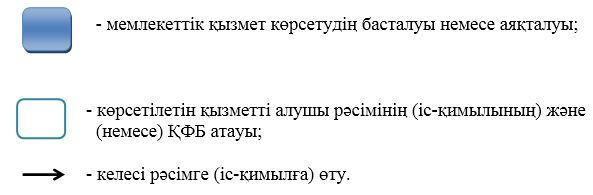 - мемлекеттік қызмет көрсетудің басталуы немесе аяқталуы;
- көрсетілетін қызметті алушы рәсімінің (іс-қимылының) және
(немесе) ҚФБ атауы;
- келесі рәсімге (іс-қимылға) өту.